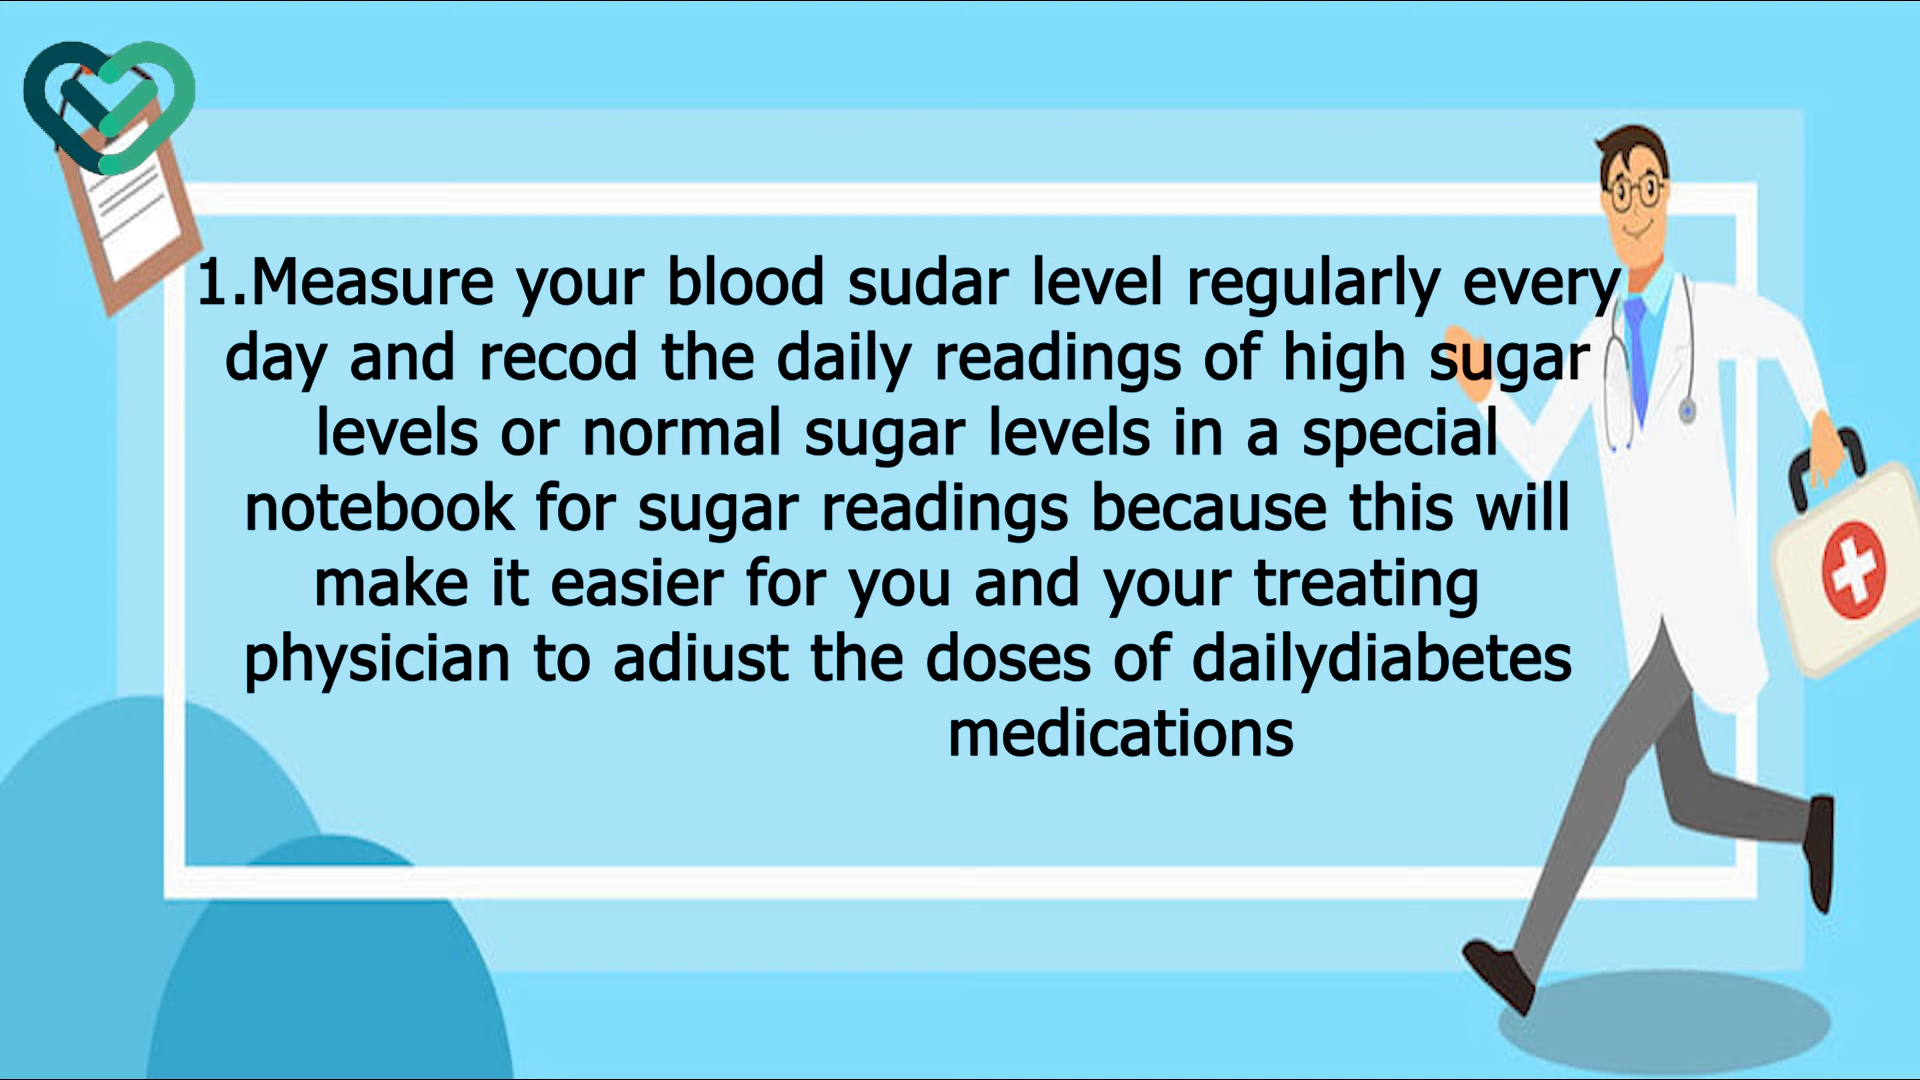 1.Measure your blood sudar level regularly every
day and recod the daily readings of high sugar
levels or normal sugar levels in a special
notebook for sugar readings because this will
make it easier for you and your treating
physician to adiust the doses of dailydiabetes
medications